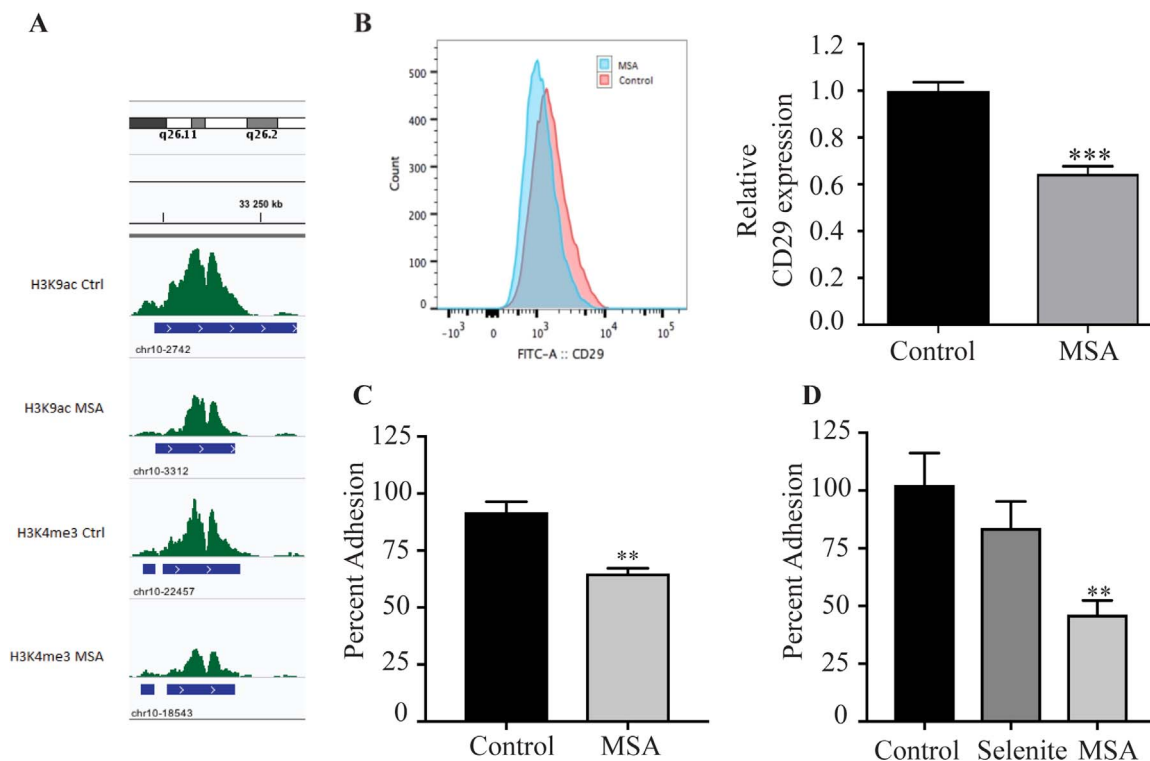 A
q26.11 q26.2
33 250 kb
H3K9ac Ctrl
chr10-2742
H3K9ac MSA
chr10-3312
H3K4me3 Ctrl
chr10-22457
H3K4me3 MSA
chr10-18543
B
MSA
Control
Count
500
400
300
200
100
0
-10³ 0 10³ 10⁴ 10⁵
FITC-A :: CD29
Relative
CD29 expression
1.2
1.0
0.8
0.6
0.4
0.2
0.0
***
Control MSA
C
Percent Adhesion
125
100
75
50
25
0
**
Control MSA
D
Percent Adhesion
125
100
75
50
25
0
**
Control Selenite MSA